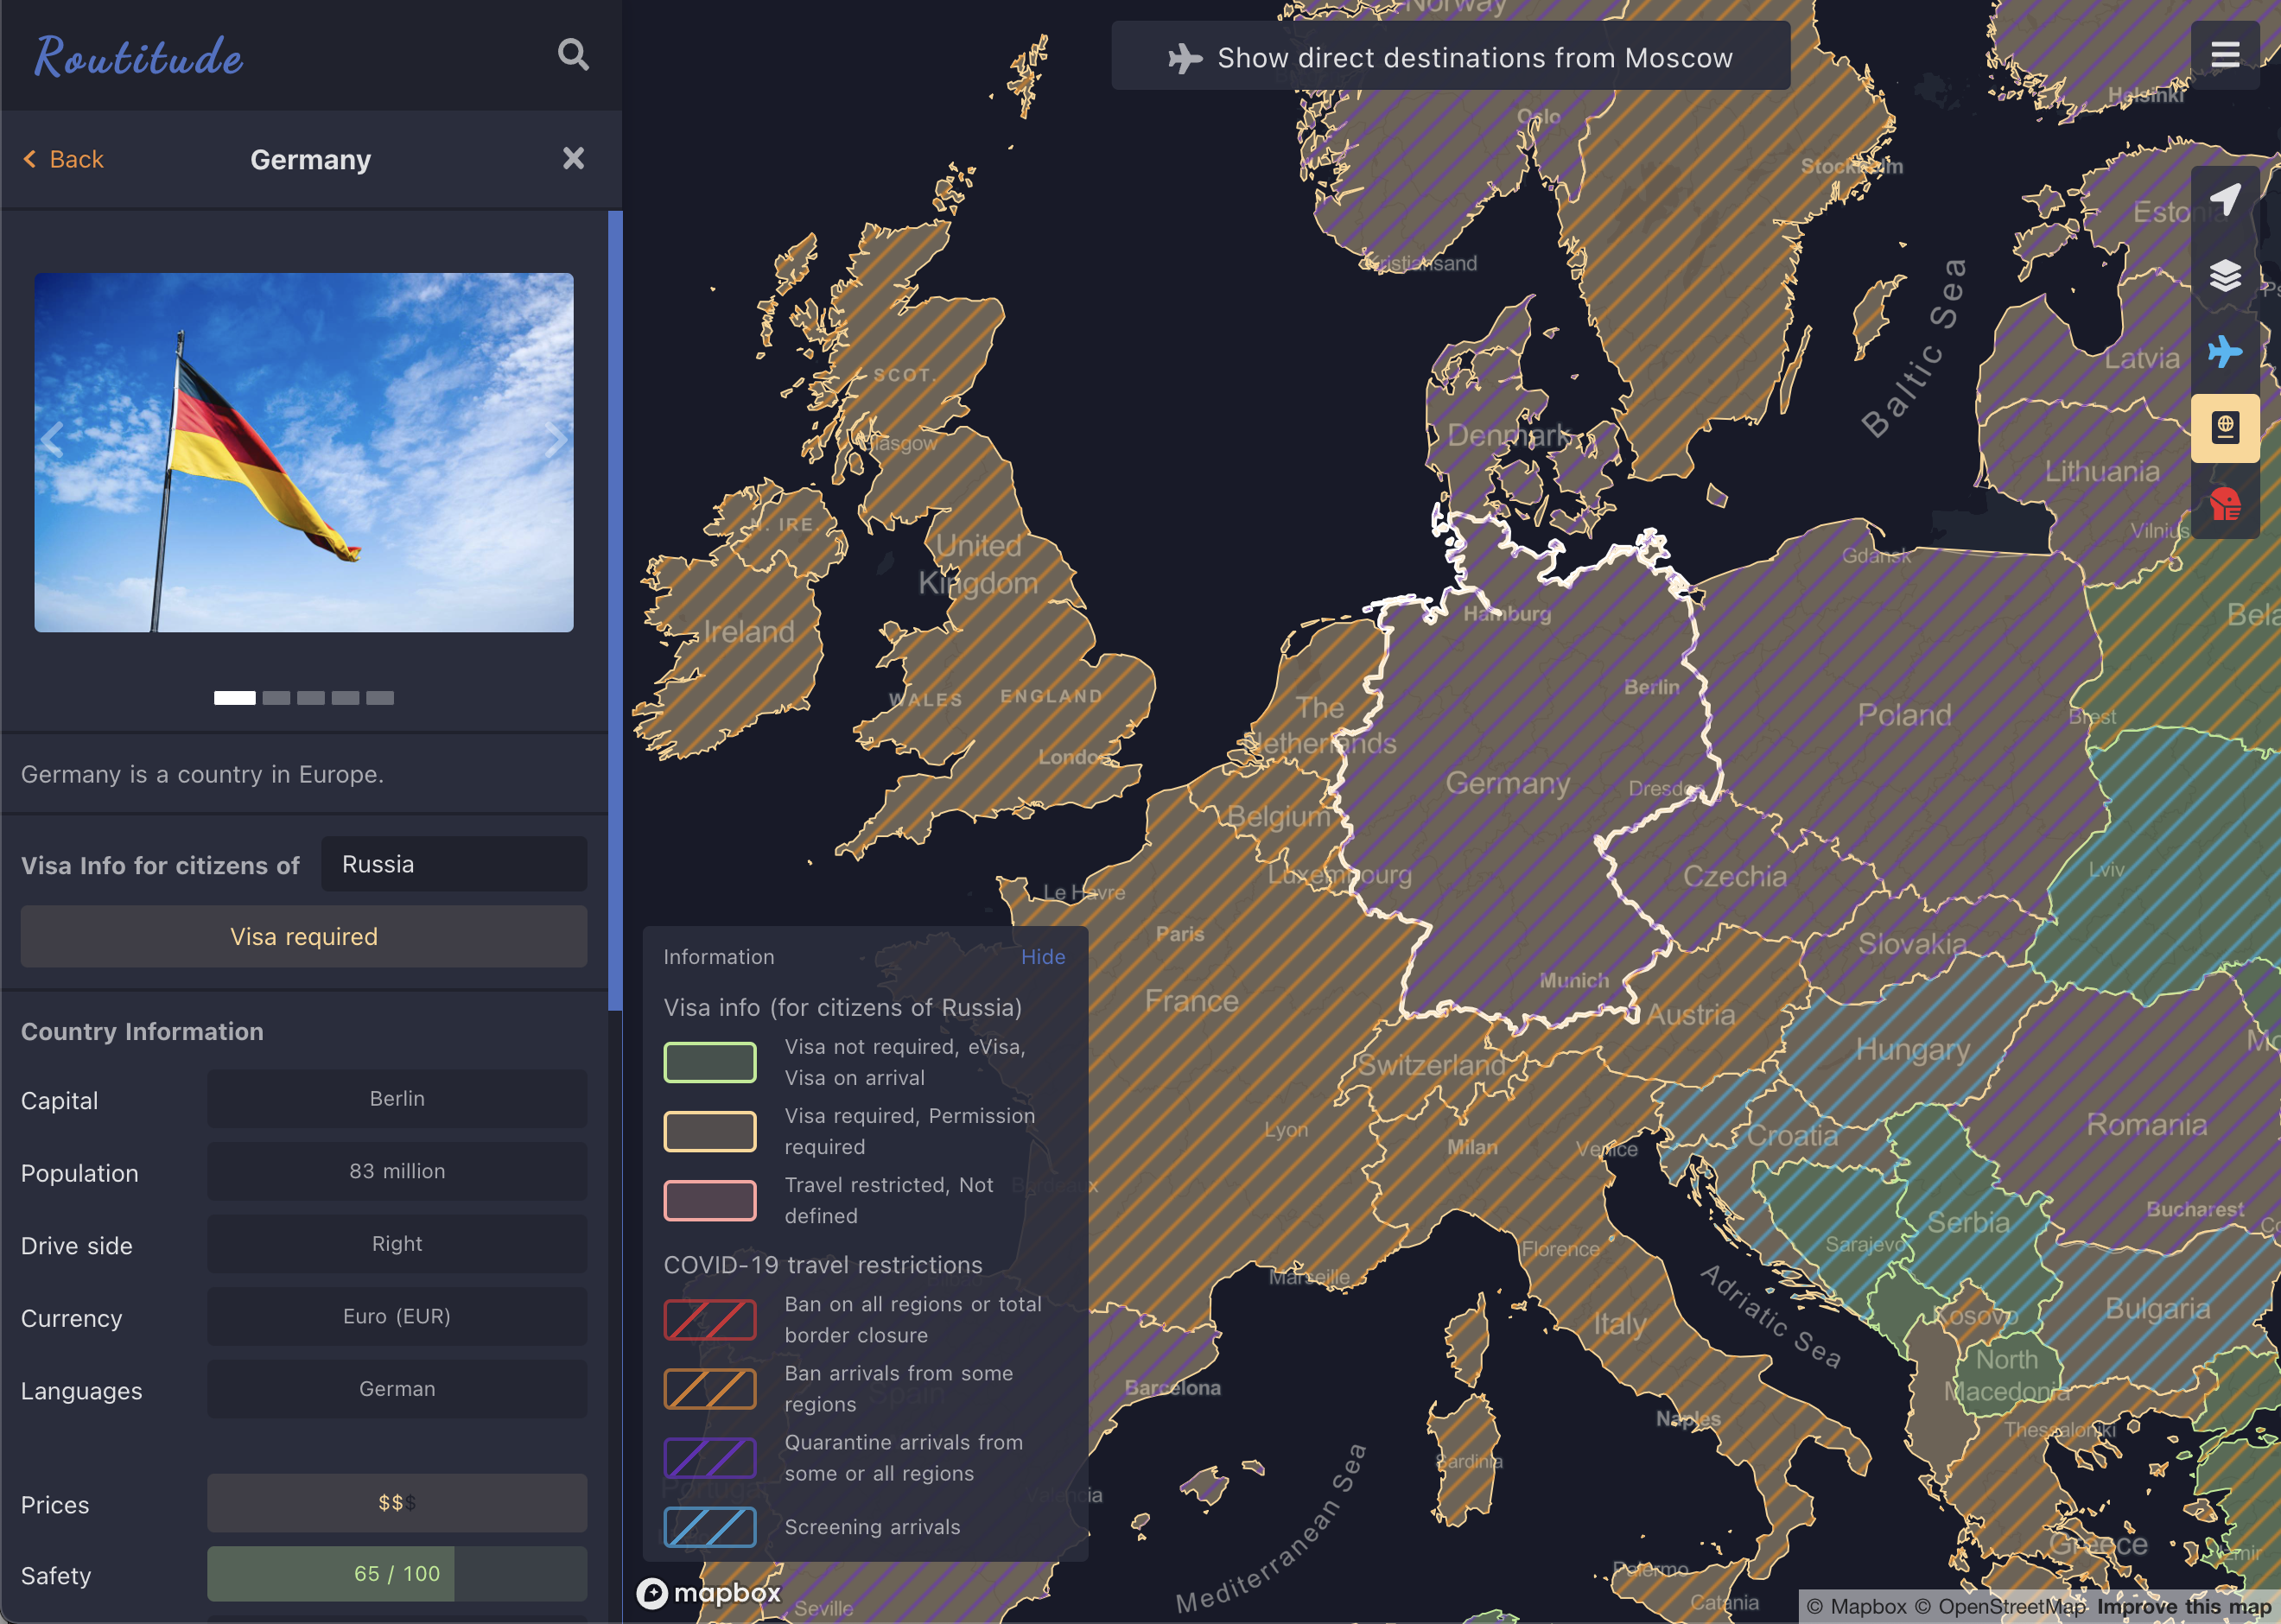 Routitude
Back
Germany
Germany is a country in Europe.
Visa Info for citizens of
Russia
Visa required
Country Information
Capital
Berlin
Population
83 million
Drive side
Right
Currency
Euro (EUR)
Languages
German
Prices
$$$
Safety
65 / 100
Show direct destinations from Moscow
Norway
Oslo
Helsinki
Stockholm
Estonia
Kristiansand
Baltic Sea
Latvia
SCOT.
Denmark
Glasgow
Lithuania
N. IRE.
Vilnius
United
Kingdom
Gdansk
Hamburg
Ireland
Berlin
WALES
ENGLAND
The
Netherlands
Poland
Brest
London
Germany
Dresden
Belgium
Lviv
Luxembourg
Czechia
Le Havre
Paris
Slovakia
Munich
France
Austria
Hungary
Switzerland
Lyon
Milan
Venice
Croatia
Romania
Bordeaux
Bucharest
Serbia
Sarajevo
Florence
Marseille
Adriatic Sea
Kosovo
Bulgaria
Italy
North
Macedonia
Barcelona
Spain
Naples
Thessaloniki
Sardinia
Portugal
Valencia
Mediterranean Sea
Greece
Izmir
Palermo
Catania
Seville
Information
Hide
Visa info (for citizens of Russia)
Visa not required, eVisa,
Visa on arrival
Visa required, Permission
required
Travel restricted, Not
defined
COVID-19 travel restrictions
Ban on all regions or total
border closure
Ban arrivals from some
regions
Quarantine arrivals from
some or all regions
Screening arrivals
mapbox
© Mapbox © OpenStreetMap Improve this map